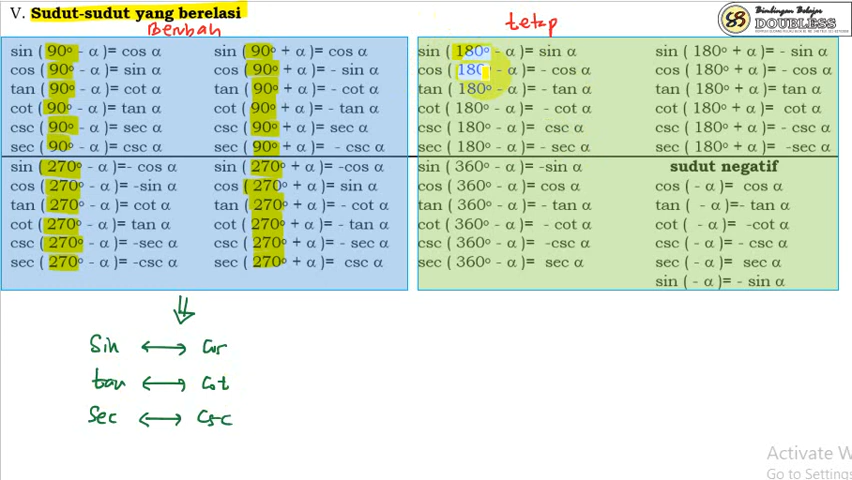 V. Sudut-sudut yang berelasi
Berubah
tetap
Bimbingan Belajar
DOUBLESS
sin ( 90° - α)= cos α
cos ( 90° - α)= sin α
tan ( 90° - α)= cot α
cot ( 90° - α)= tan α
csc ( 90° - α)= sec α
sec ( 90° - α)= csc α
sin ( 90° + α)= cos α
cos ( 90° + α)= - sin α
tan ( 90° + α)= - cot α
cot ( 90° + α)= - tan α
csc ( 90° + α)= sec α
sec ( 90° + α)= - csc α
sin ( 270° - α )=- cos α
cos ( 270° - α)= -sin α
tan ( 270° - α)= cot α
cot ( 270° - α )= tan α
csc ( 270° - α )= -sec α
sec ( 270° - α )= -csc α
sin ( 270° + α )= -cos α
cos ( 270° + α )= sin α
tan ( 270° + α )= - cot α
cot ( 270° + α )= - tan α
csc ( 270° + α )= - sec α
sec ( 270° + α )= csc α
sin ( 180° - α )= sin α
cos ( 180 - α )= - cos α
tan ( 180° - α )= - tan α
cot ( 180° - α )= - cot α
csc ( 180° - α )= csc α
sec ( 180° - α )= - sec α
sin ( 180° + α )= - sin α
cos ( 180° + α )= - cos α
tan ( 180° + α )= tan α
cot ( 180° + α )= cot α
csc ( 180° + α )= - csc α
sec ( 180° + α )= -sec α
sin ( 360° - α )= -sin α
cos ( 360° - α )= cos α
tan ( 360° - α )= - tan α
cot ( 360° - α )= - cot α
csc ( 360° - α )= -csc α
sec ( 360° - α )= sec α
sudut negatif
cos ( - α )= cos α
tan ( - α )=- tan α
cot ( - α )= -cot α
csc ( - α )= - csc α
sec ( - α )= sec α
sin ( - α )= - sin α
⇓
Sin ⟷ cos
tan ⟷ cot
Sec ⟷ csc
Activate W
Go to Settings